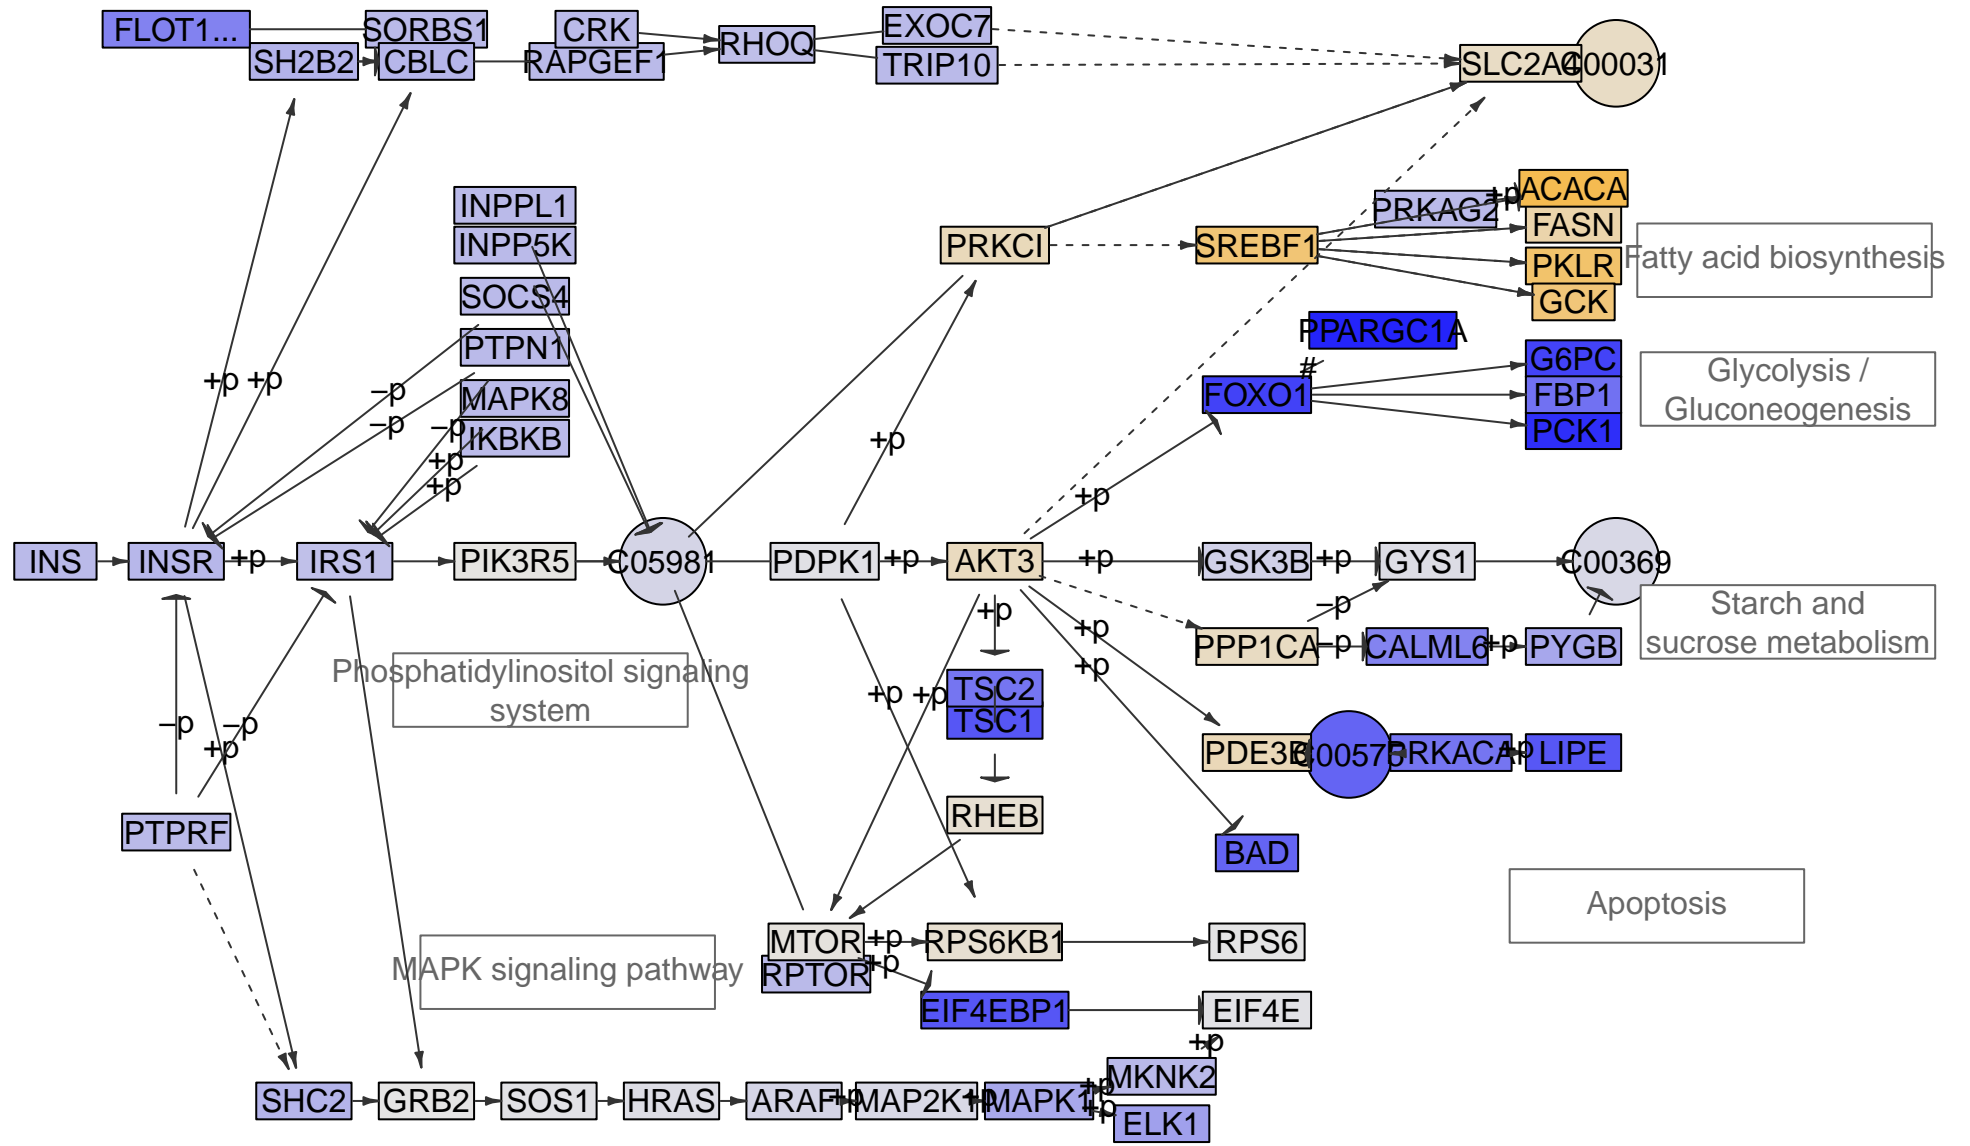 FLOT1...
SORBS1
CRK
EXOC7
SH2B2
CBLC
RAPGEF1
RHOQ
TRIP10
SLC2A4
C00031
INPPL1
INPP5K
SOCS4
PTPN1
MAPK8
IKBKB
PRKCI
SREBF1
PRKAG2
+p
ACACA
FASN
PKLR
GCK
Fatty acid biosynthesis
PPARGC1A
#
FOXO1
G6PC
FBP1
PCK1
Glycolysis /
Gluconeogenesis
+p
+p
−p
−p
−p
+p
+p
+p
+p
INS
INSR
+p
IRS1
PIK3R5
C05981
PDPK1
+p
AKT3
+p
GSK3B
+p
GYS1
C00369
−p
PPP1CA
−p
CALML6
+p
PYGB
Starch and
sucrose metabolism
+p
+p
+p
Phosphatidylinositol signaling
system
+p
+p
TSC2
TSC1
−p
+p
−p
PDE3B
C00575
PRKACA
+p
LIPE
PTPRF
RHEB
BAD
Apoptosis
MTOR
+p
RPS6KB1
RPS6
RPTOR
+p
MAPK signaling pathway
EIF4EBP1
EIF4E
+p
SHC2
GRB2
SOS1
HRAS
ARAF
+p
MAP2K1
+p
MAPK1
+p
MKNK2
+p
ELK1